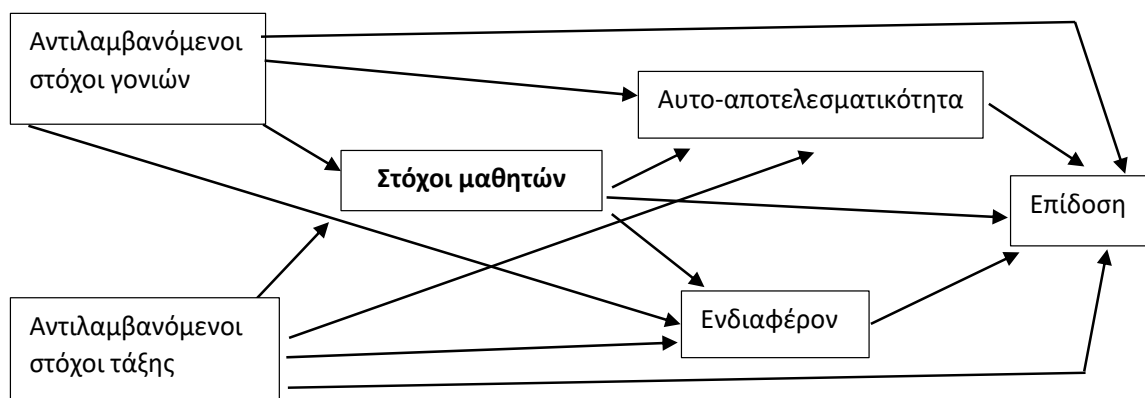 Αντιλαμβανόμενοι
στόχοι γονιών
Αυτο-αποτελεσματικότητα
Στόχοι μαθητών
Επίδοση
Ενδιαφέρον
Αντιλαμβανόμενοι
στόχοι τάξης